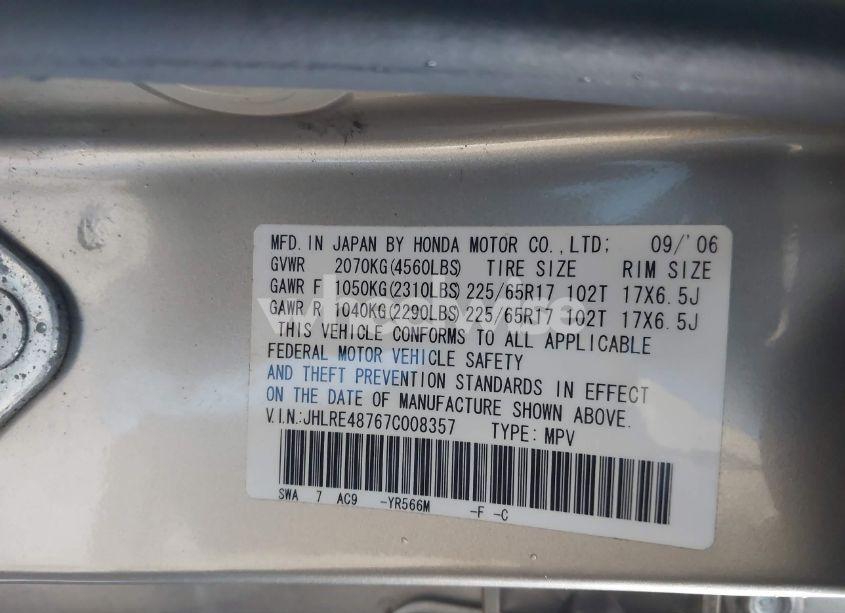 MFD. IN JAPAN BY HONDA MOTOR CO., LTD; 09/'06
GVWR 2070KG(4560LBS) TIRE SIZE RIM SIZE
GAWR F 1050KG(2310LBS) 225/65R17 102T 17X6.5J
GAWR R 1040KG(2290LBS) 225/65R17 102T 17X6.5J
THIS VEHICLE CONFORMS TO ALL APPLICABLE
FEDERAL MOTOR VEHICLE SAFETY
AND THEFT PREVENTION STANDARDS IN EFFECT
ON THE DATE OF MANUFACTURE SHOWN ABOVE.
V.I.N.:JHLRE48767C008357 TYPE: MPV
SWA 7 AC9 -YR566M -F -C
wheelwise